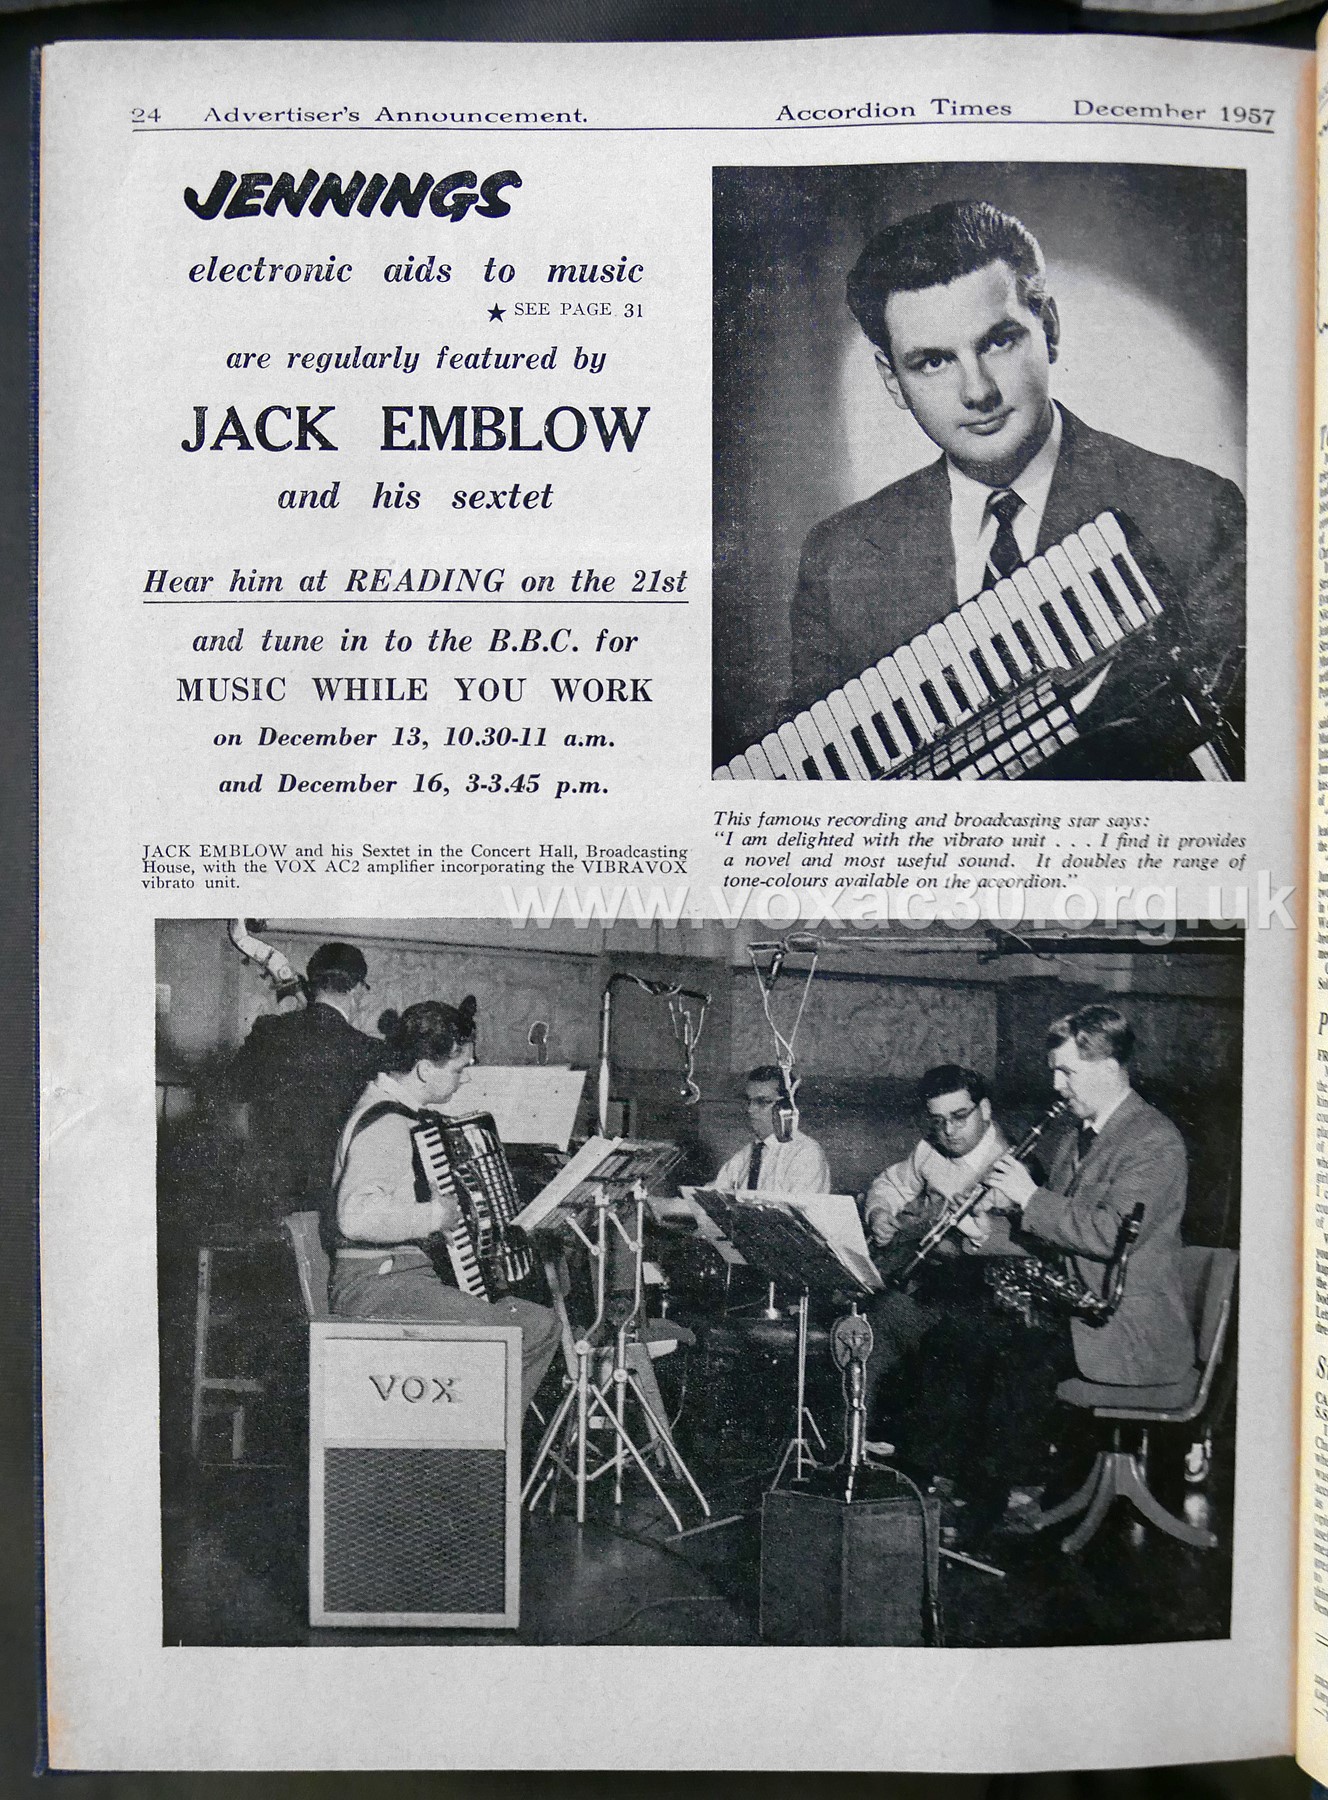 24 Advertiser's Announcement. Accordion Times December 1957
JENNINGS
electronic aids to music
★ SEE PAGE 31
are regularly featured by
JACK EMBLOW
and his sextet
Hear him at READING on the 21st
and tune in to the B.B.C. for
MUSIC WHILE YOU WORK
on December 13, 10.30-11 a.m.
and December 16, 3-3.45 p.m.
JACK EMBLOW and his Sextet in the Concert Hall, Broadcasting
House, with the VOX AC2 amplifier incorporating the VIBRAVOX
vibrato unit.
This famous recording and broadcasting star says:
"I am delighted with the vibrato unit . . . I find it provides
a novel and most useful sound. It doubles the range of
tone-colours available on the accordion."
www.voxac30.org.uk
VOX